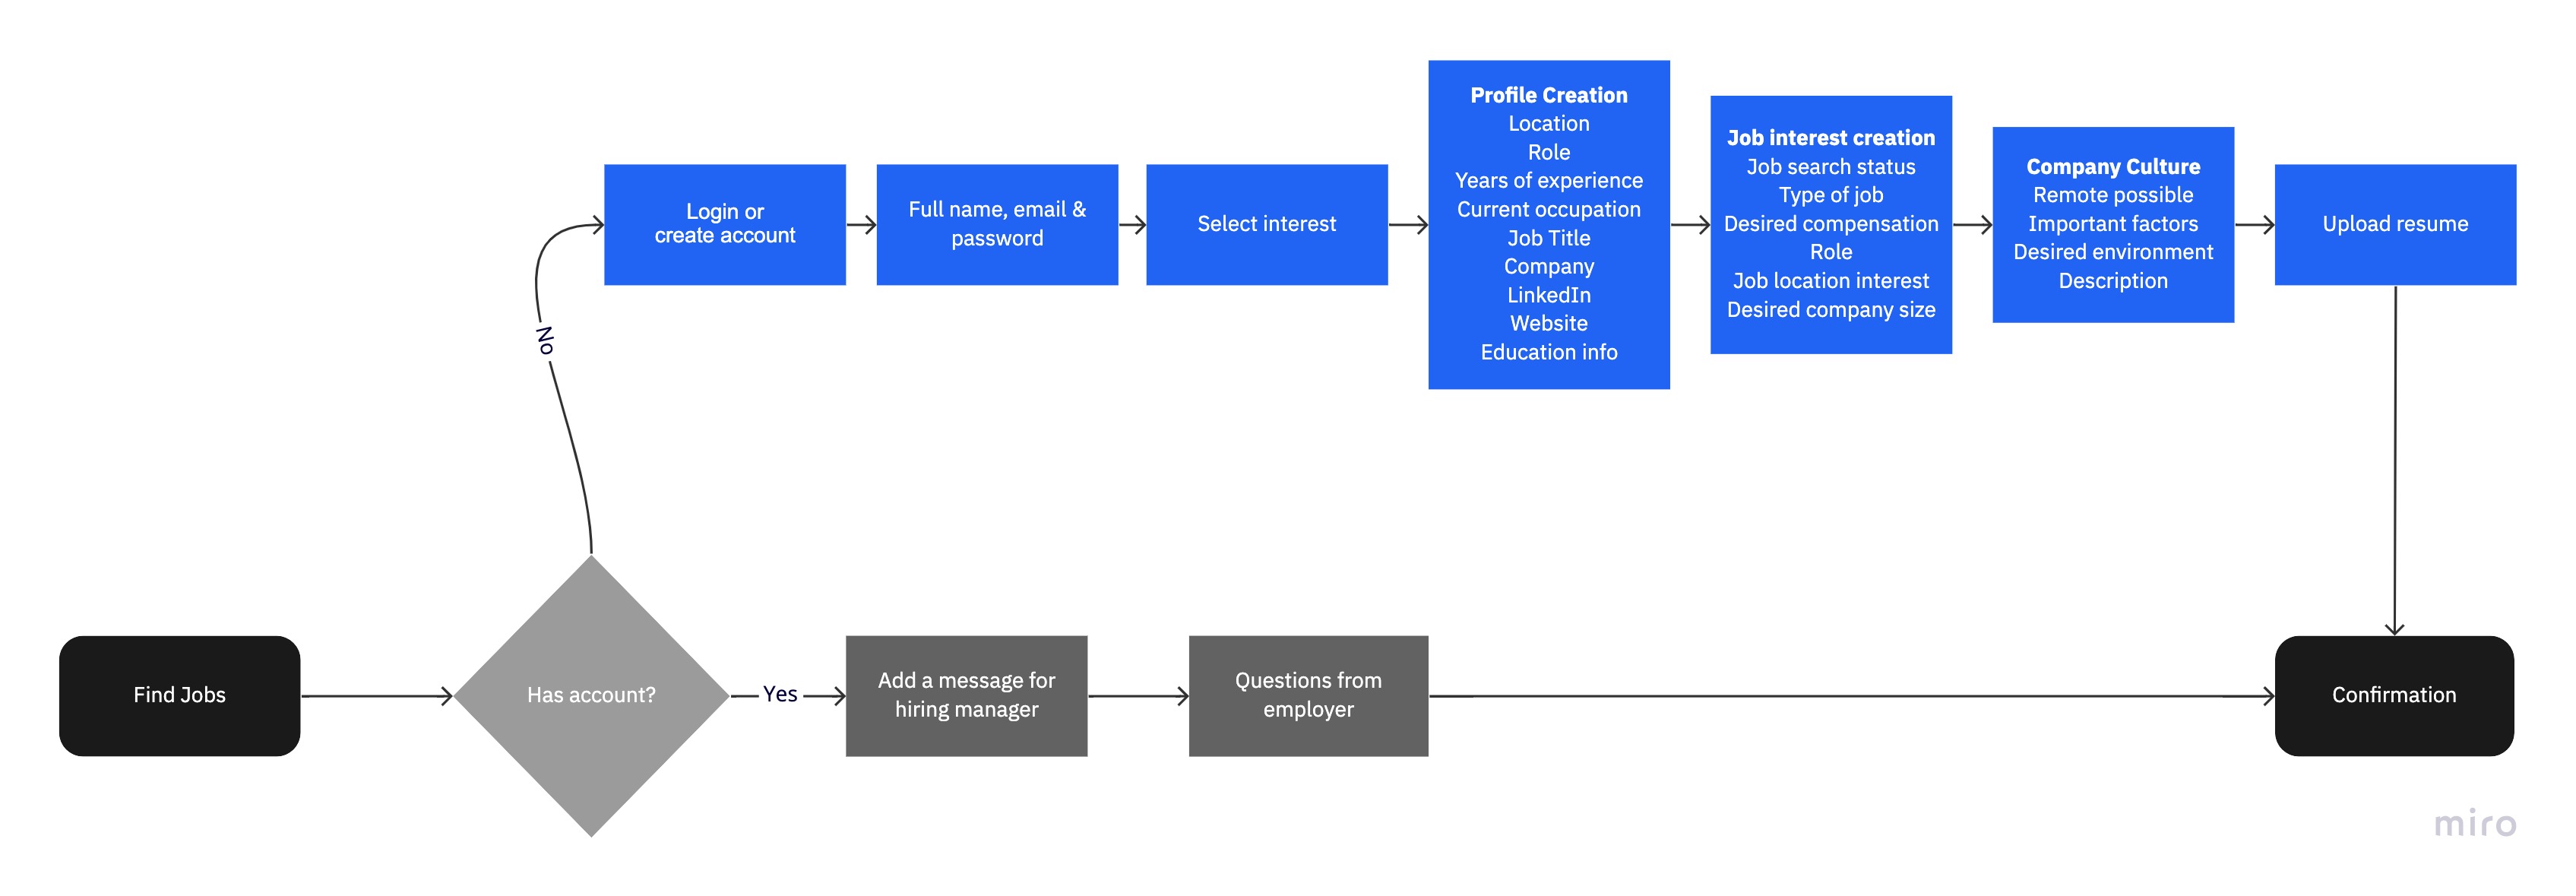 Profile Creation
Location
Role
Years of experience
Current occupation
Job Title
Company
LinkedIn
Website
Education info
Job interest creation
Job search status
Type of job
Desired compensation
Role
Job location interest
Desired company size
Company Culture
Remote possible
Important factors
Desired environment
Description
Login or
create account
Full name, email &
password
Select interest
Upload resume
No
Find Jobs
Has account?
Yes
Add a message for
hiring manager
Questions from
employer
Confirmation
miro